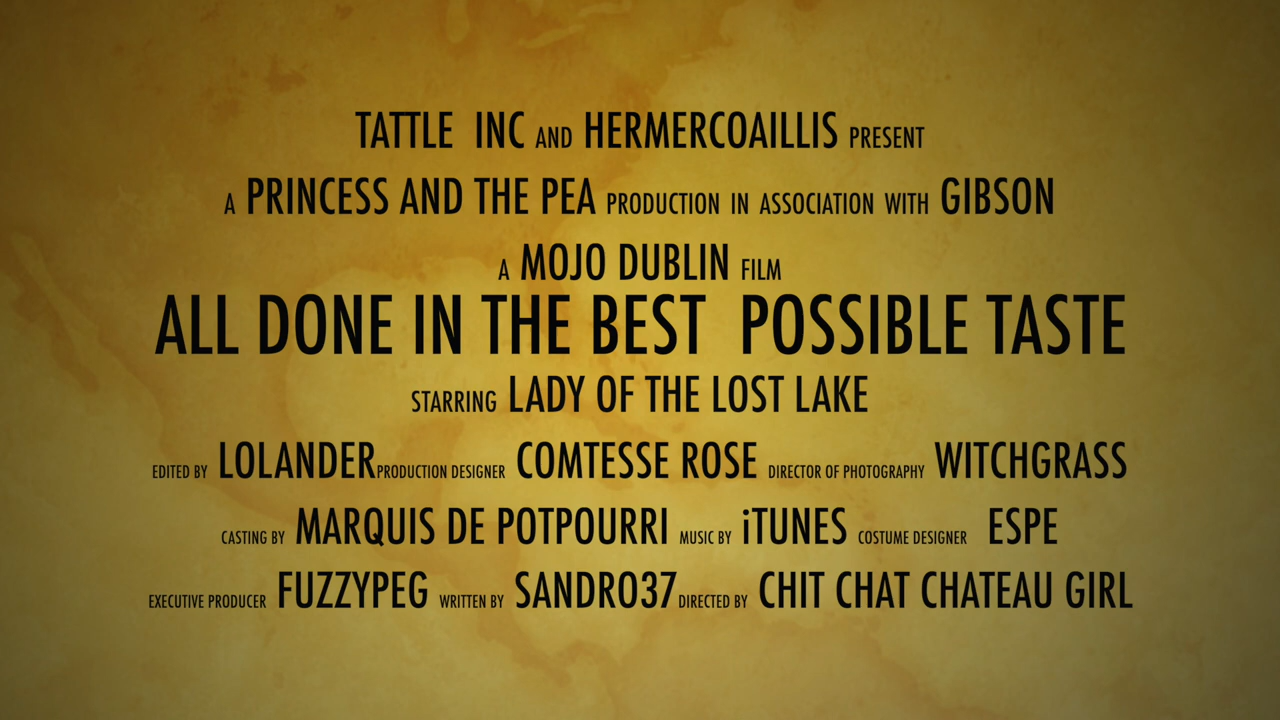 TATTLE INC AND HERMERCOAILLIS PRESENT
A PRINCESS AND THE PEA PRODUCTION IN ASSOCIATION WITH GIBSON
A MOJO DUBLIN FILM
ALL DONE IN THE BEST POSSIBLE TASTE
STARRING LADY OF THE LOST LAKE
EDITED BY LOLANDER PRODUCTION DESIGNER COMTESSE ROSE DIRECTOR OF PHOTOGRAPHY WITCHGRASS
CASTING BY MARQUIS DE POTPOURRI MUSIC BY iTUNES COSTUME DESIGNER ESPE
EXECUTIVE PRODUCER FUZZYPEG WRITTEN BY SANDRO37 DIRECTED BY CHIT CHAT CHATEAU GIRL